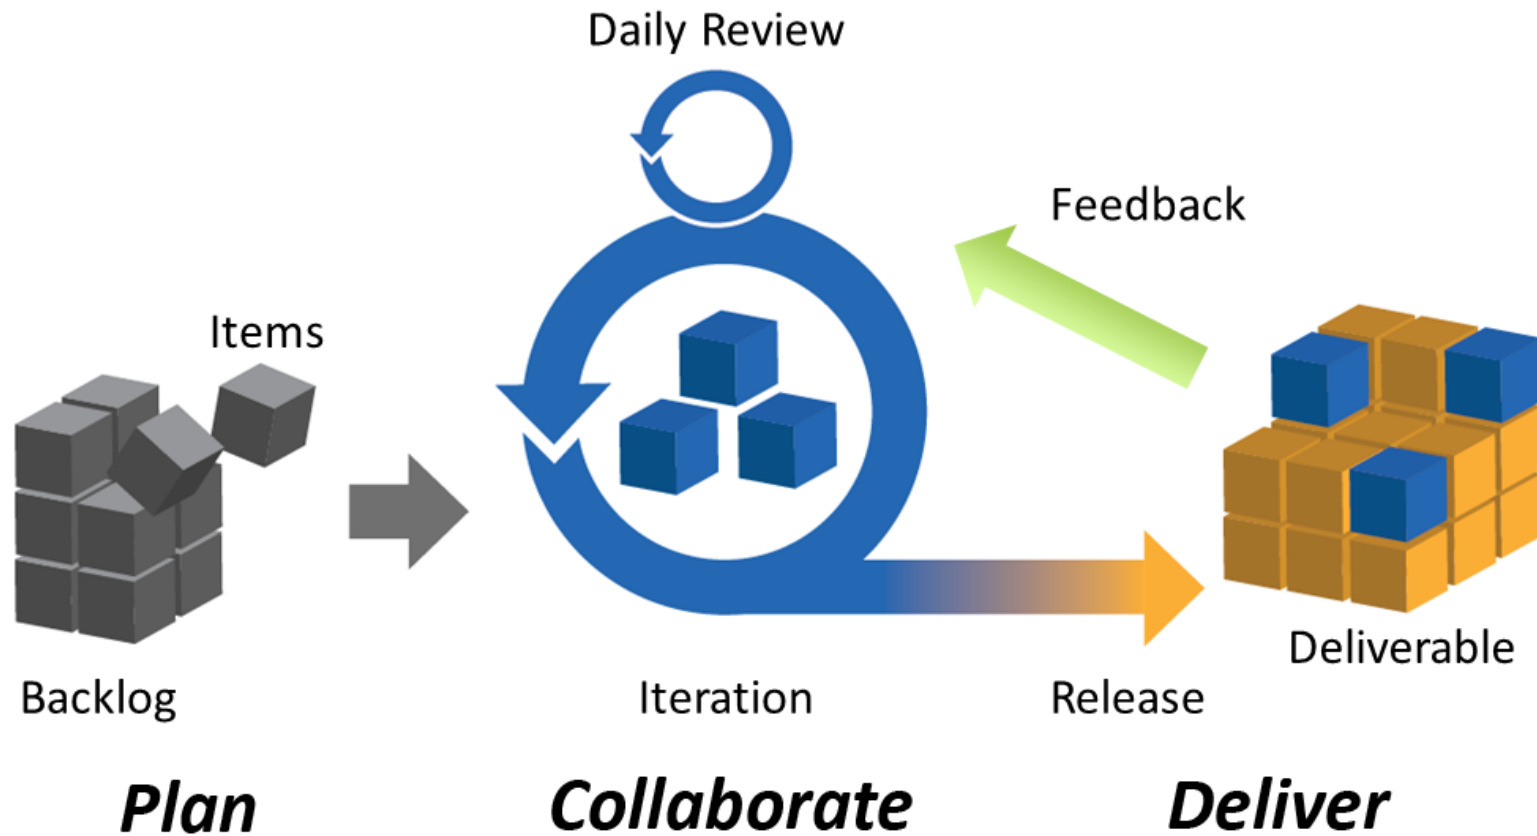 Daily Review
Feedback
Items
Deliverable
Backlog
Iteration
Release
Plan
Collaborate
Deliver